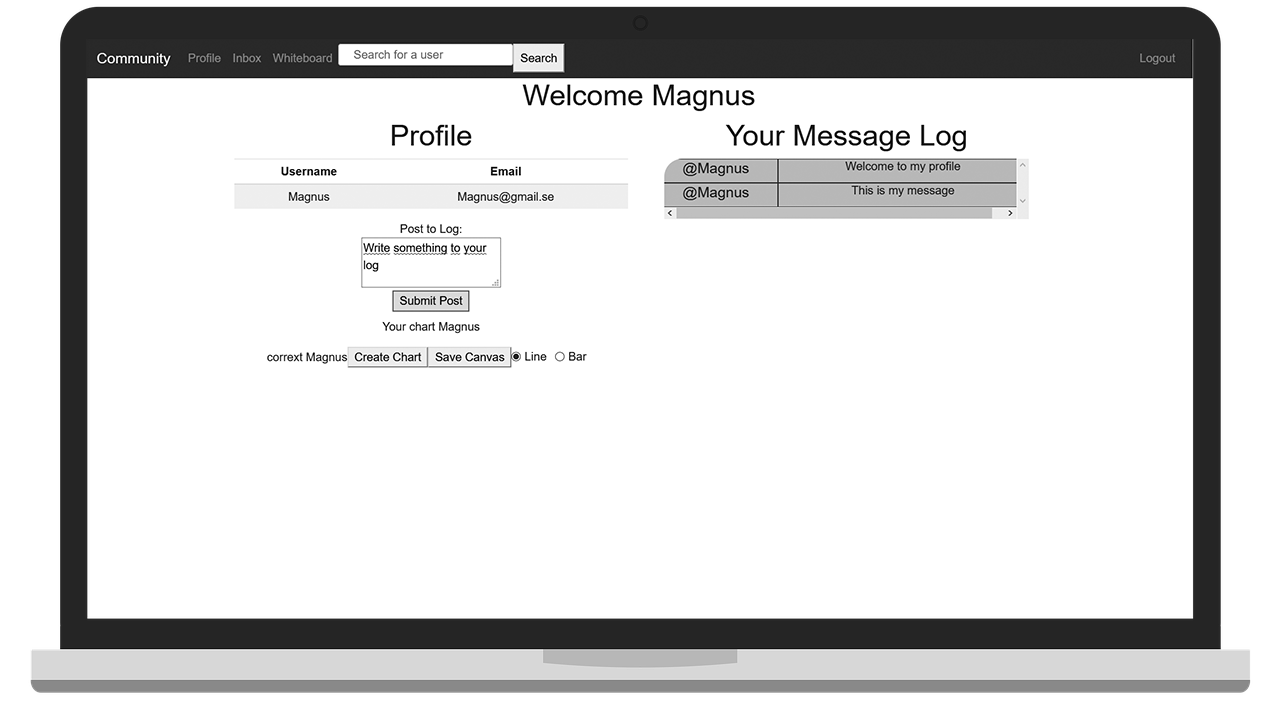 Community Profile Inbox Whiteboard Search for a user Search Logout
Welcome Magnus
Profile
Username Email
Magnus Magnus@gmail.se
Post to Log:
Write something to your
log
Submit Post
Your chart Magnus
corrext Magnus Create Chart Save Canvas Line Bar
Your Message Log
@Magnus Welcome to my profile
@Magnus This is my message